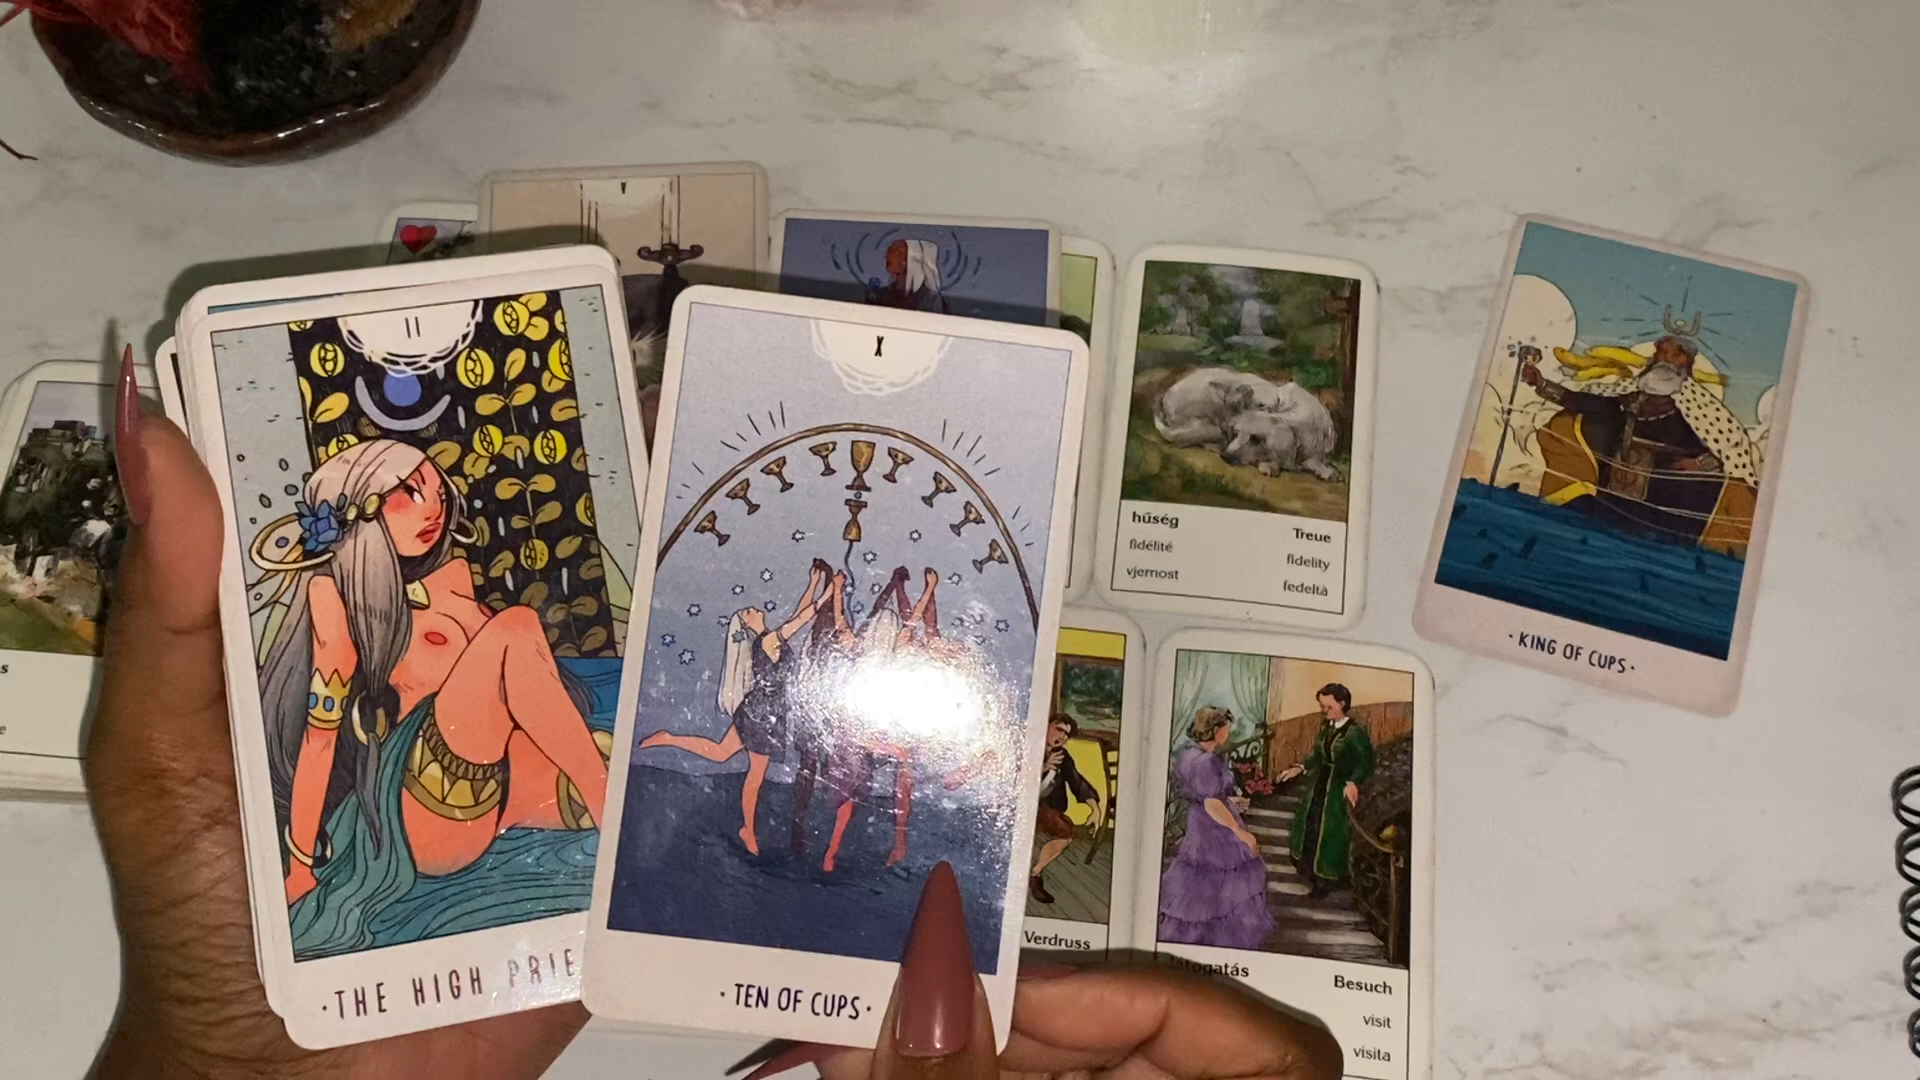 V
II
X
hűség
Treue
fidélité
fidelity
vjernost
fedeltà
· KING OF CUPS ·
Verdruss
Besuch
visit
visita
· THE HIGH PRIE
· TEN OF CUPS ·
s
e